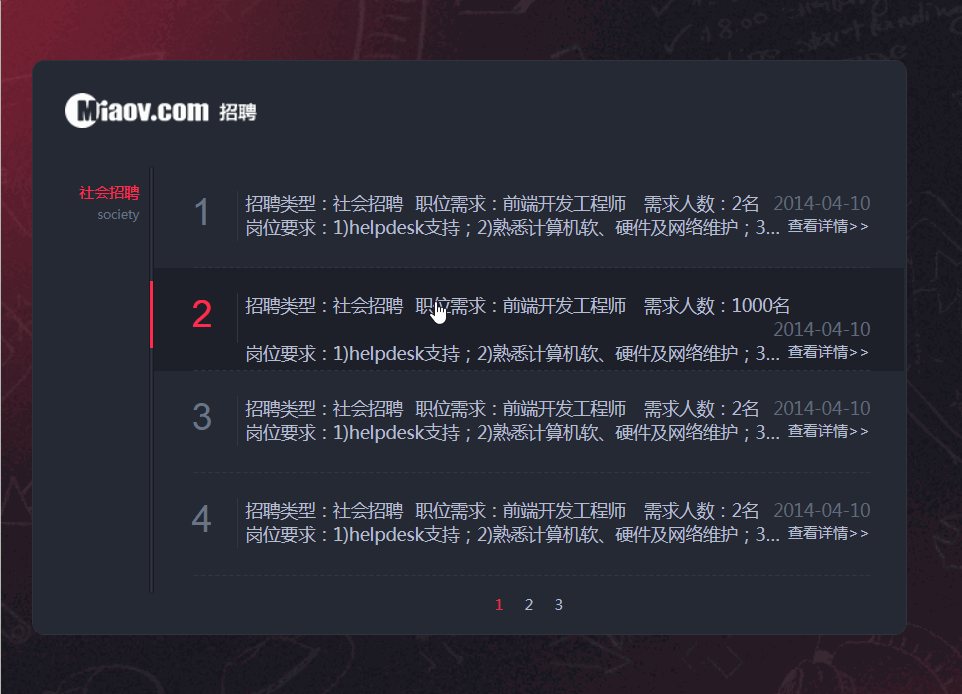 18:00
start handing
Miaov.com 招聘
社会招聘
society
1
招聘类型：社会招聘 职位需求：前端开发工程师 需求人数：2名 2014-04-10
岗位要求：1)helpdesk支持；2)熟悉计算机软、硬件及网络维护；3... 查看详情>>
2
招聘类型：社会招聘 职位需求：前端开发工程师 需求人数：1000名
2014-04-10
岗位要求：1)helpdesk支持；2)熟悉计算机软、硬件及网络维护；3... 查看详情>>
3
招聘类型：社会招聘 职位需求：前端开发工程师 需求人数：2名 2014-04-10
岗位要求：1)helpdesk支持；2)熟悉计算机软、硬件及网络维护；3... 查看详情>>
4
招聘类型：社会招聘 职位需求：前端开发工程师 需求人数：2名 2014-04-10
岗位要求：1)helpdesk支持；2)熟悉计算机软、硬件及网络维护；3... 查看详情>>
1 2 3